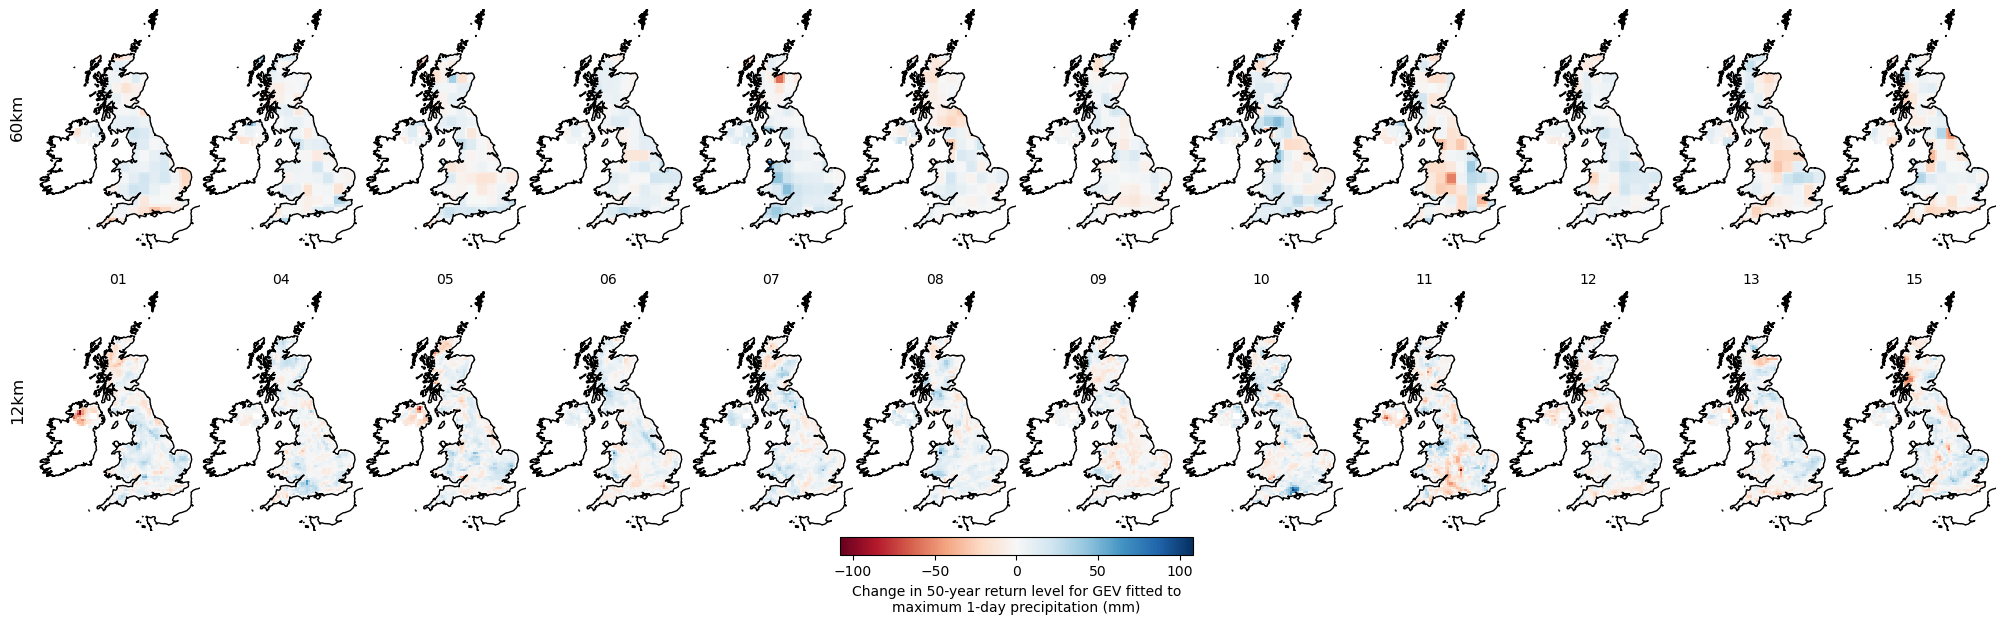 60km
01 04 05 06 07 08 09 10 11 12 13 15
12km
−100 −50 0 50 100
Change in 50-year return level for GEV fitted to
maximum 1-day precipitation (mm)